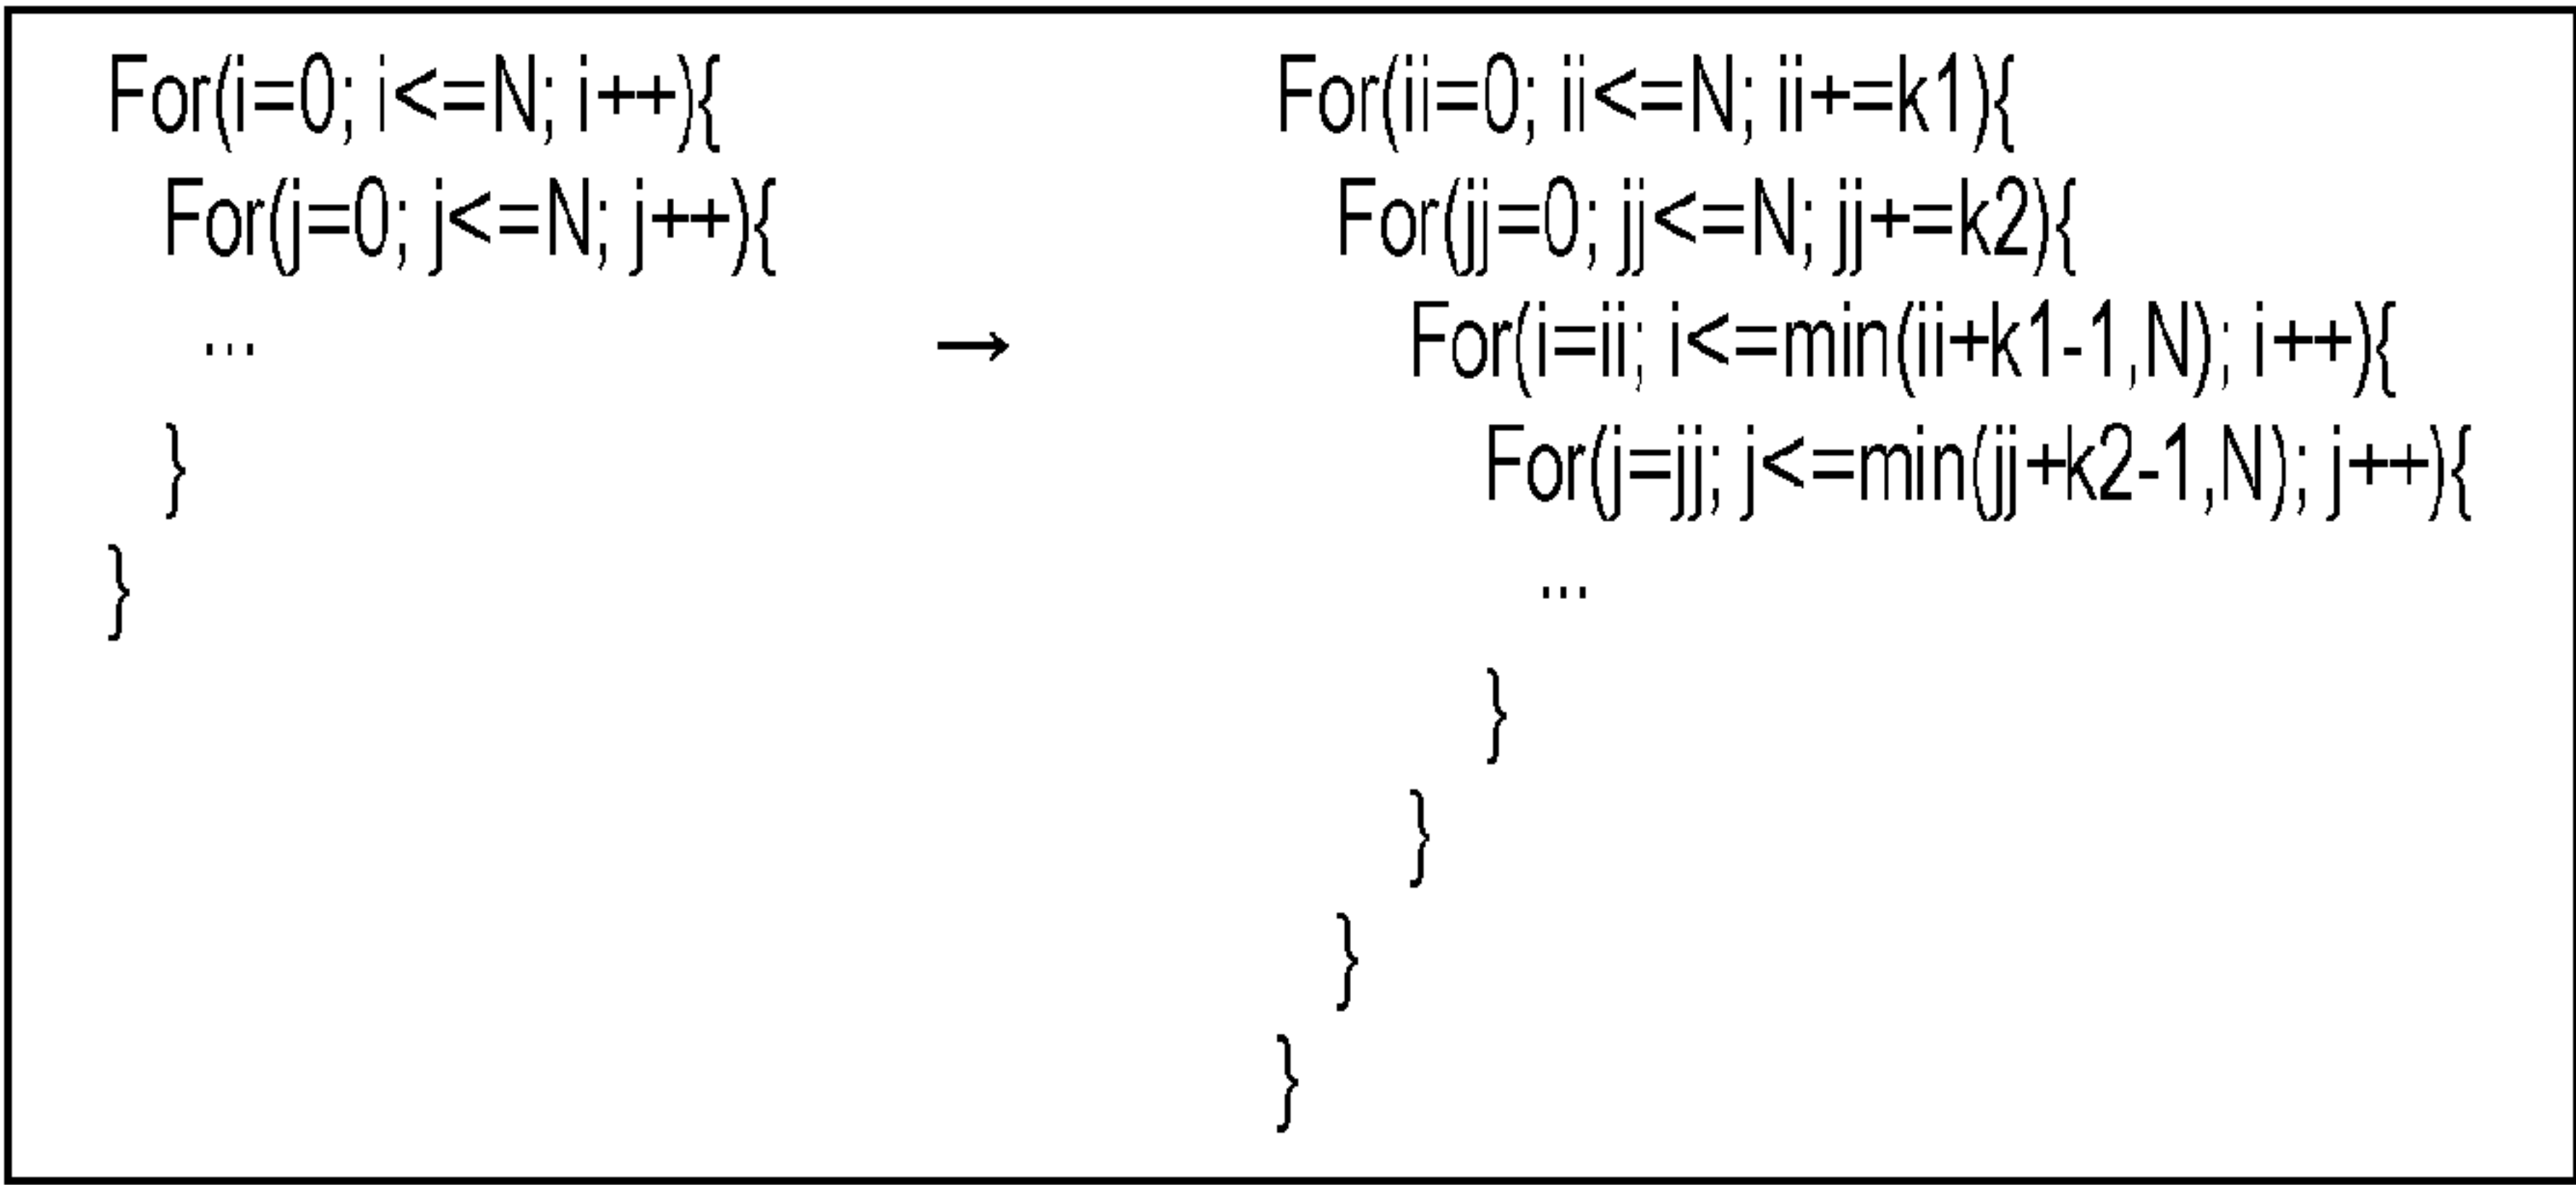 For(i=0; i<=N; i++){
For(j=0; j<=N; j++){
...
}
}
→
For(ii=0; ii<=N; ii+=k1){
For(jj=0; jj<=N; jj+=k2){
For(i=ii; i<=min(ii+k1-1,N); i++){
For(j=jj; j<=min(jj+k2-1,N); j++){
...
}
}
}
}